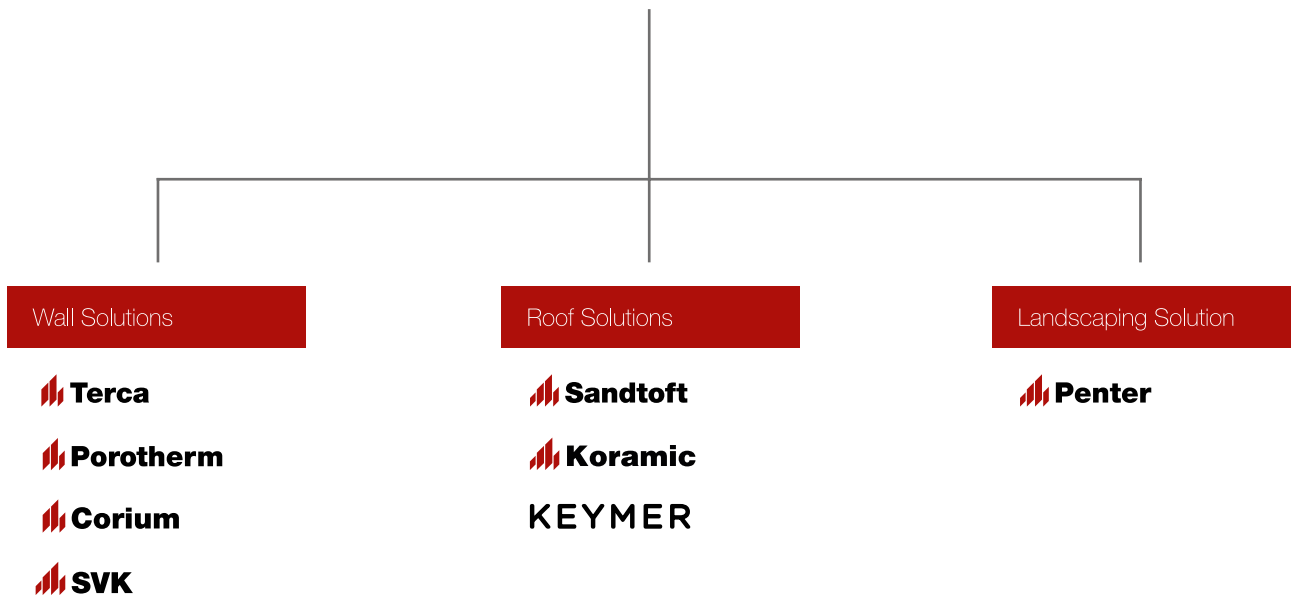 Wall Solutions
Terca
Porotherm
Corium
SVK
Roof Solutions
Sandtoft
Koramic
KEYMER
Landscaping Solution
Penter